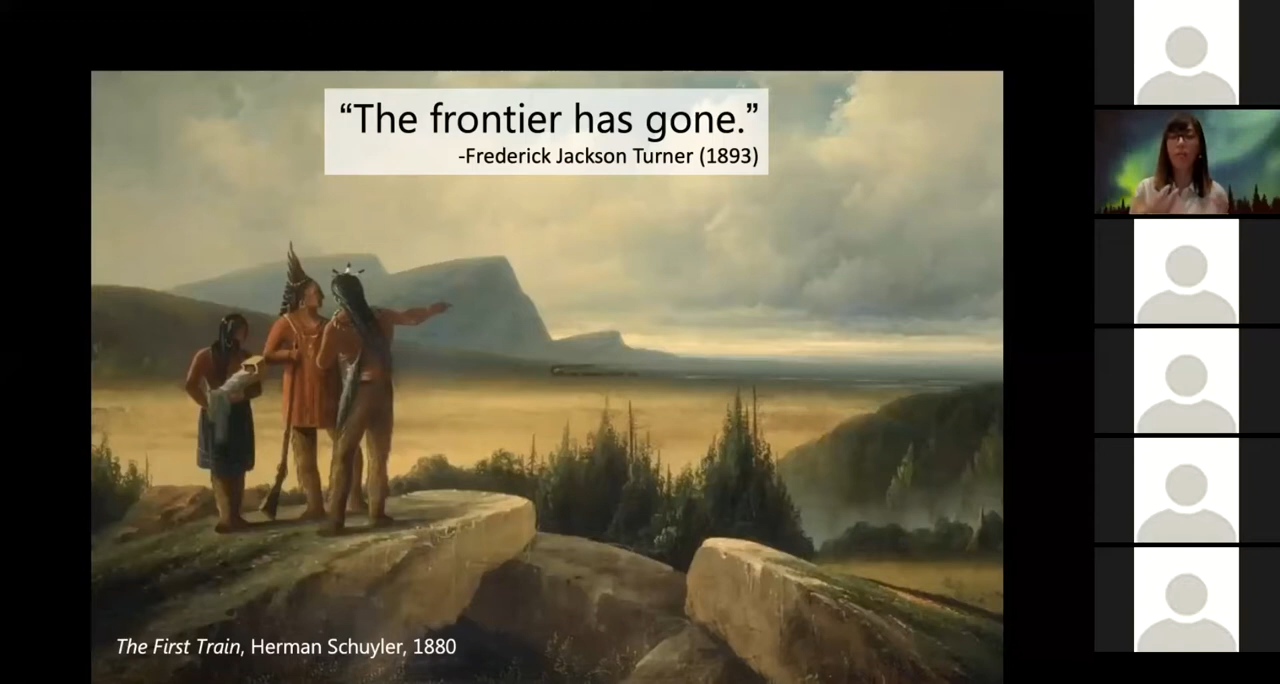 “The frontier has gone.”
-Frederick Jackson Turner (1893)
The First Train, Herman Schuyler, 1880